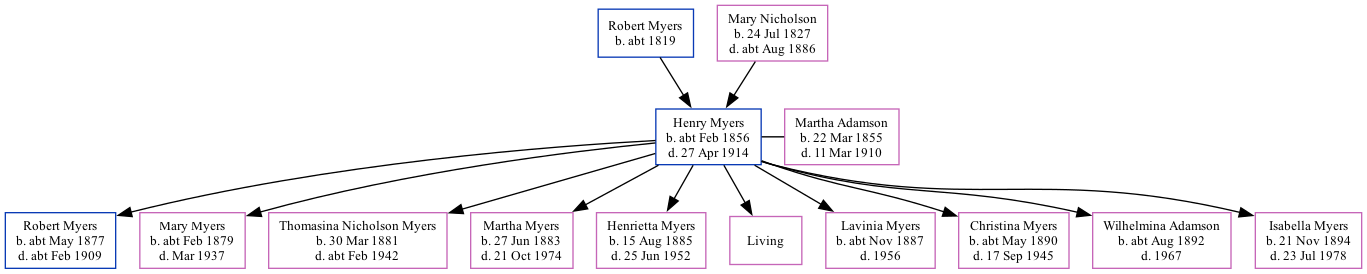 Robert Myers
b. abt 1819
Mary Nicholson
b. 24 Jul 1827
d. abt Aug 1886
Henry Myers
b. abt Feb 1856
d. 27 Apr 1914
Martha Adamson
b. 22 Mar 1855
d. 11 Mar 1910
Robert Myers
b. abt May 1877
d. abt Feb 1909
Mary Myers
b. abt Feb 1879
d. Mar 1937
Thomasina Nicholson Myers
b. 30 Mar 1881
d. abt Feb 1942
Martha Myers
b. 27 Jun 1883
d. 21 Oct 1974
Henrietta Myers
b. 15 Aug 1885
d. 25 Jun 1952
Living
Lavinia Myers
b. abt Nov 1887
d. 1956
Christina Myers
b. abt May 1890
d. 17 Sep 1945
Wilhelmina Adamson
b. abt Aug 1892
d. 1967
Isabella Myers
b. 21 Nov 1894
d. 23 Jul 1978